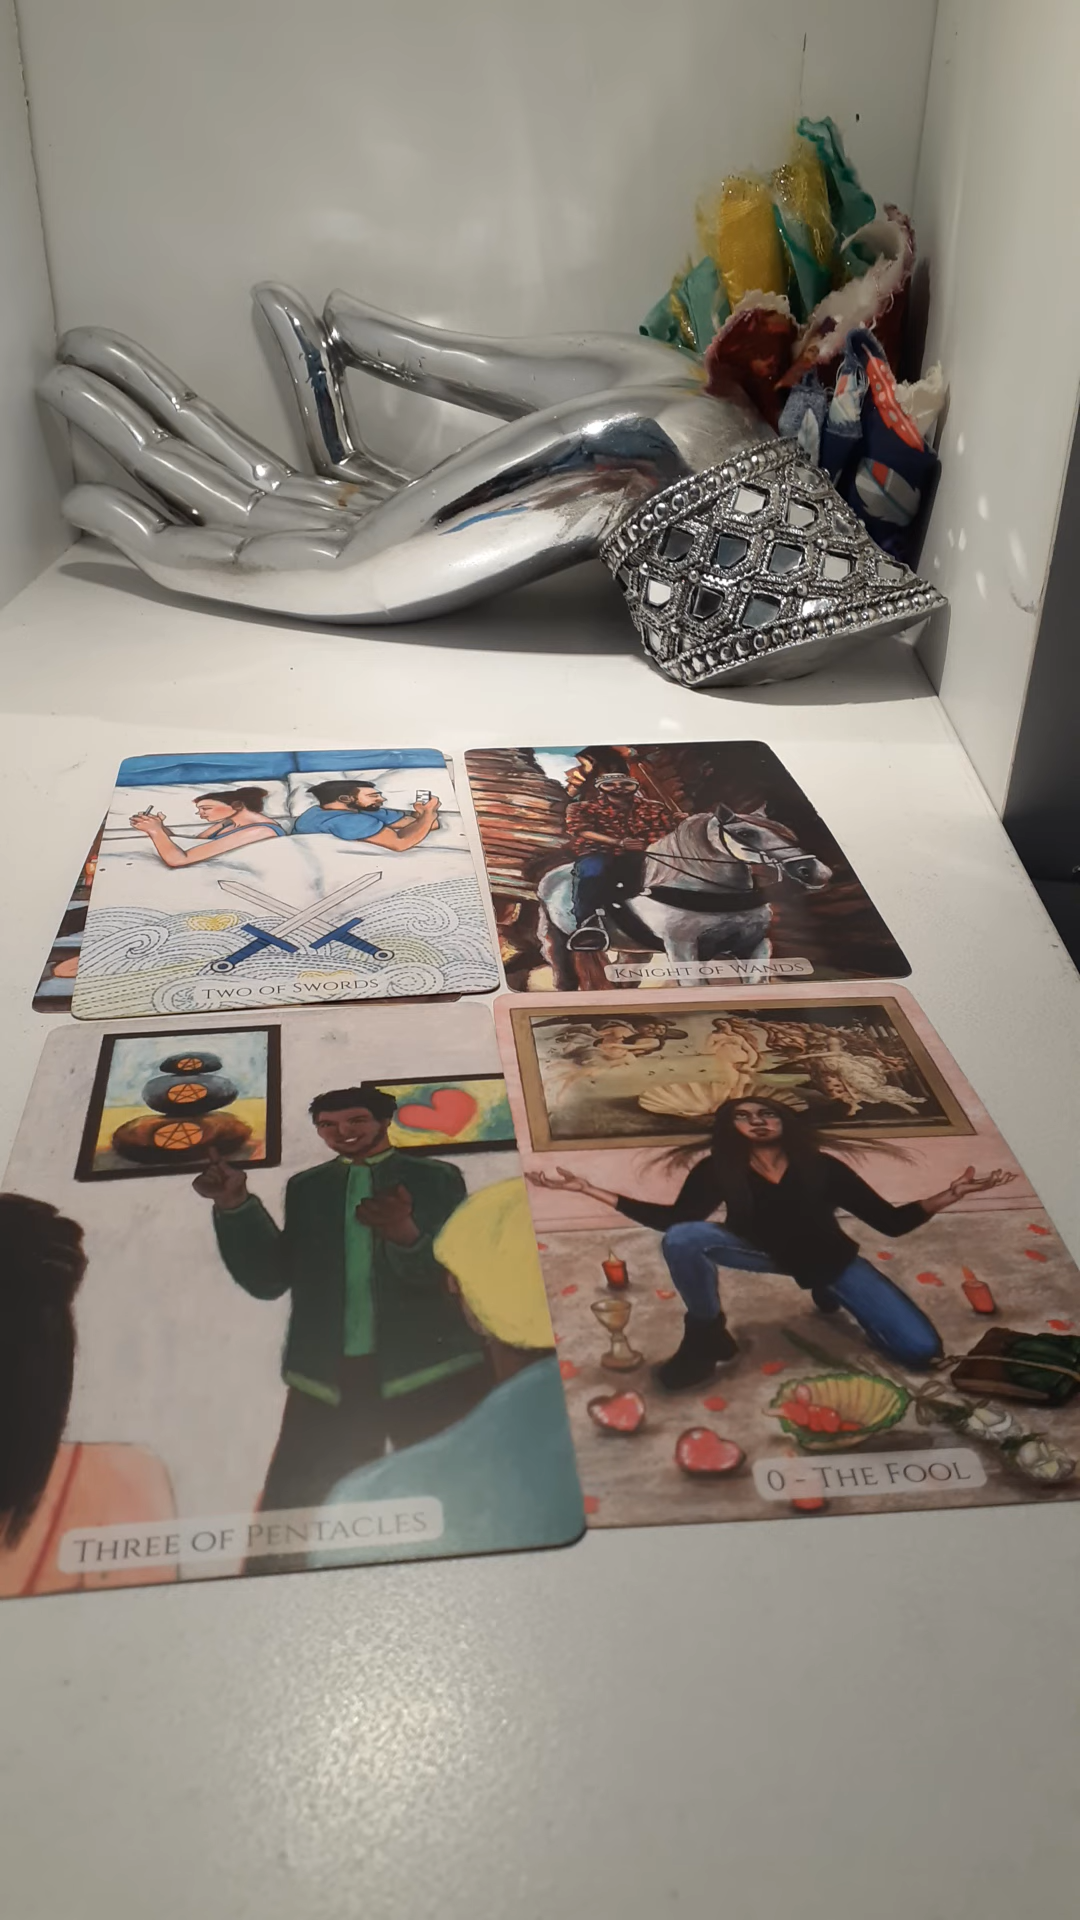 TWO OF SWORDS
KNIGHT OF WANDS
THREE OF PENTACLES
0 - THE FOOL